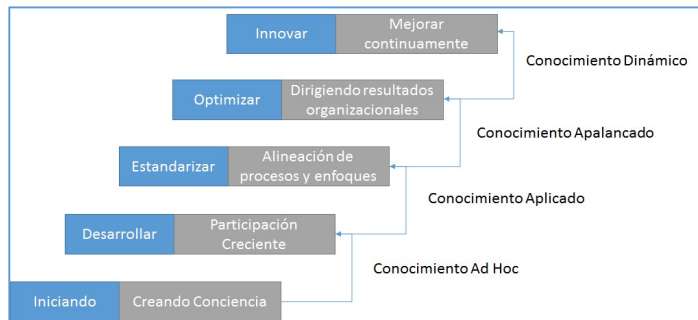 Innovar
Mejorar
continuamente
Conocimiento Dinámico
Optimizar
Dirigiendo resultados
organizacionales
Conocimiento Apalancado
Estandarizar
Alineación de
procesos y enfoques
Conocimiento Aplicado
Desarrollar
Participación
Creciente
Conocimiento Ad Hoc
Iniciando
Creando Conciencia